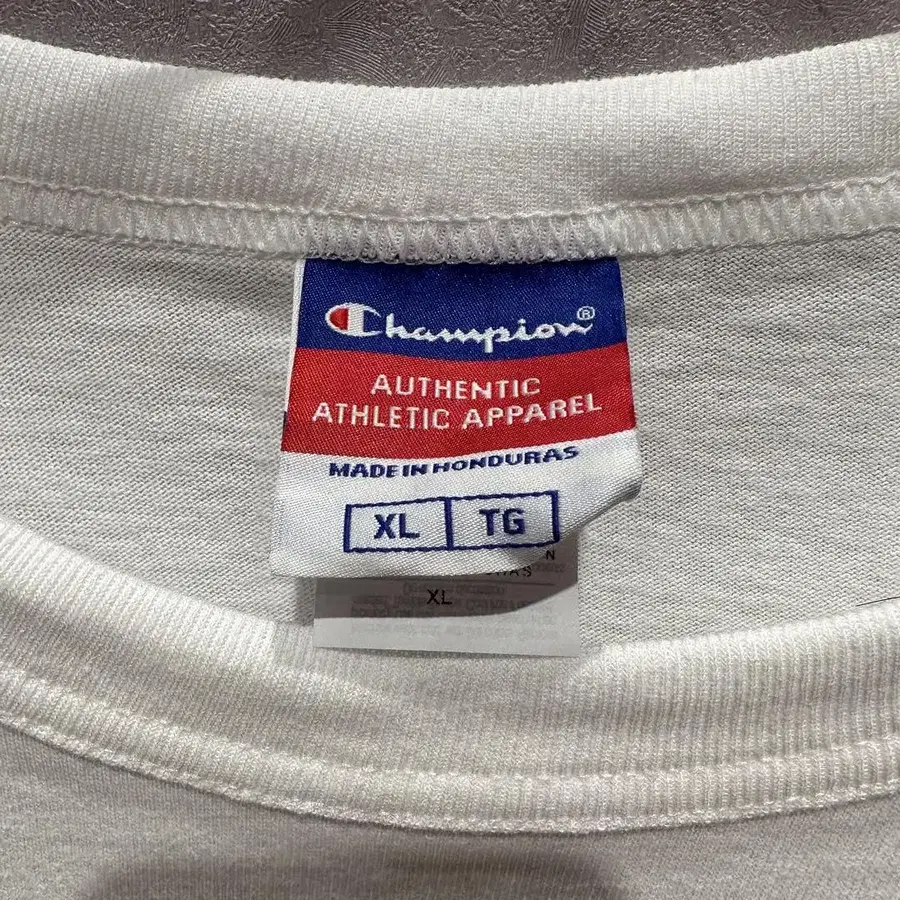 Champion®
AUTHENTIC
ATHLETIC APPAREL
MADE IN HONDURAS
XL TG
N
XL